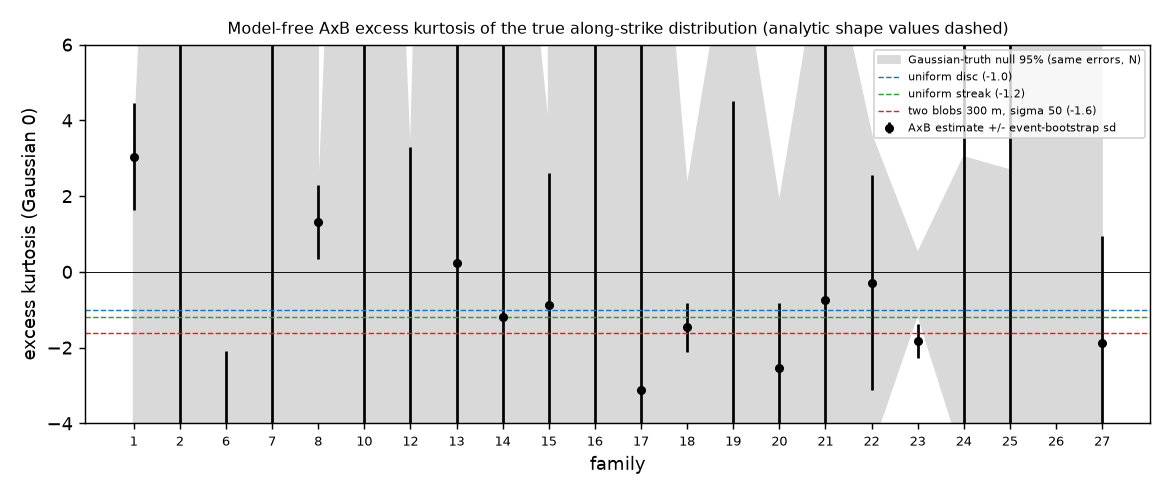 Model-free AxB excess kurtosis of the true along-strike distribution (analytic shape values dashed)
excess kurtosis (Gaussian 0)
6
4
2
0
−2
−4
Gaussian-truth null 95% (same errors, N)
uniform disc (-1.0)
uniform streak (-1.2)
two blobs 300 m, sigma 50 (-1.6)
AxB estimate +/- event-bootstrap sd
1 2 6 7 8 10 12 13 14 15 16 17 18 19 20 21 22 23 24 25 26 27
family